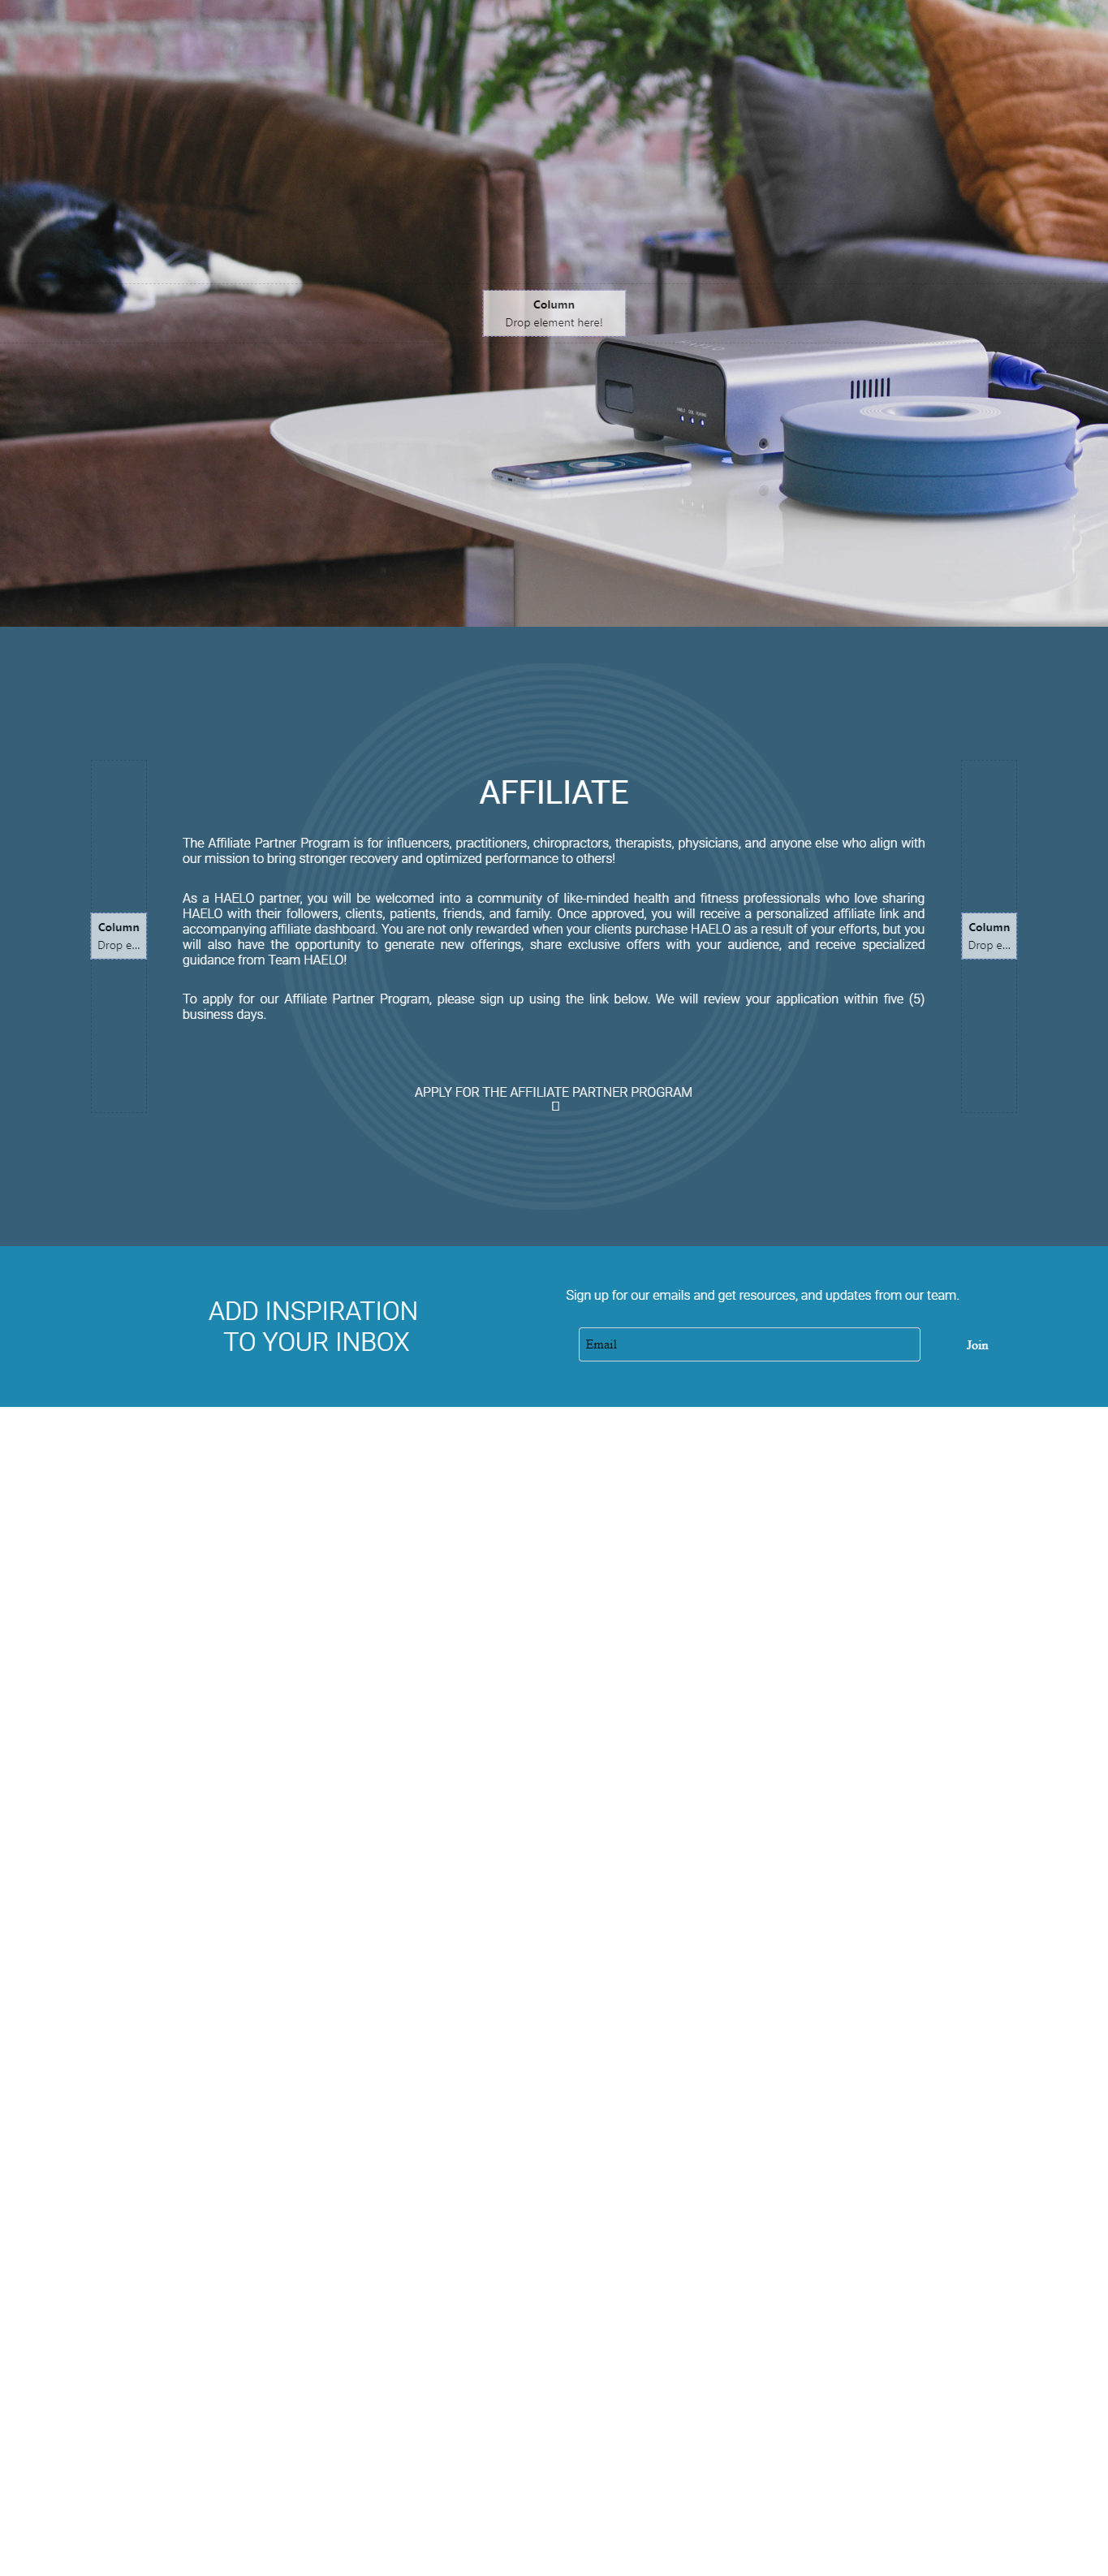 Column
Drop element here!
HAELO
AFFILIATE
The Affiliate Partner Program is for influencers, practitioners, chiropractors, therapists, physicians, and anyone else who align with
our mission to bring stronger recovery and optimized performance to others!
As a HAELO partner, you will be welcomed into a community of like-minded health and fitness professionals who love sharing
HAELO with their followers, clients, patients, friends, and family. Once approved, you will receive a personalized affiliate link and
accompanying affiliate dashboard. You are not only rewarded when your clients purchase HAELO as a result of your efforts, but you
will also have the opportunity to generate new offerings, share exclusive offers with your audience, and receive specialized
guidance from Team HAELO!
To apply for our Affiliate Partner Program, please sign up using the link below. We will review your application within five (5)
business days.
Column
Drop e...
Column
Drop e...
APPLY FOR THE AFFILIATE PARTNER PROGRAM
ADD INSPIRATION
TO YOUR INBOX
Sign up for our emails and get resources, and updates from our team.
Email
Join